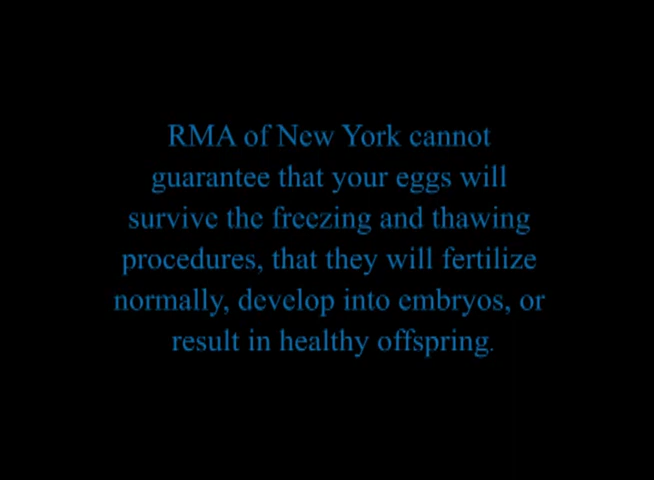 RMA of New York cannot
guarantee that your eggs will
survive the freezing and thawing
procedures, that they will fertilize
normally, develop into embryos, or
result in healthy offspring.